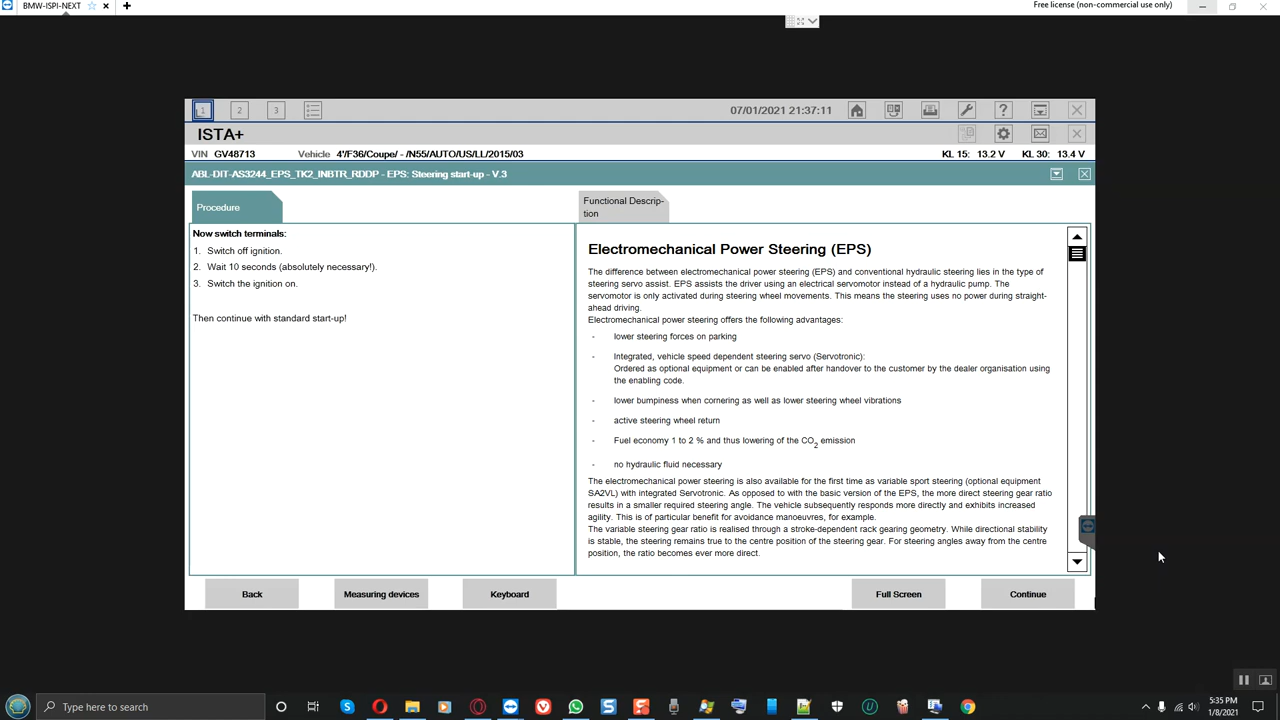 BMW-ISPI-NEXT
Free license (non-commercial use only)
1 2 3
07/01/2021 21:37:11
ISTA+
VIN GV48713 Vehicle 4'/F36/Coupe/ - /N55/AUTO/US/LL/2015/03 KL 15: 13.2 V KL 30: 13.4 V
ABL-DIT-AS3244_EPS_TK2_INBTR_RDDP - EPS: Steering start-up - V.3
Procedure
Now switch terminals:
1. Switch off ignition.
2. Wait 10 seconds (absolutely necessary!).
3. Switch the ignition on.
Then continue with standard start-up!
Functional Descrip-
tion
Electromechanical Power Steering (EPS)
The difference between electromechanical power steering (EPS) and conventional hydraulic steering lies in the type of
steering servo assist. EPS assists the driver using an electrical servomotor instead of a hydraulic pump. The
servomotor is only activated during steering wheel movements. This means the steering uses no power during straight-
ahead driving.
Electromechanical power steering offers the following advantages:
- lower steering forces on parking
- Integrated, vehicle speed dependent steering servo (Servotronic):
Ordered as optional equipment or can be enabled after handover to the customer by the dealer organisation using
the enabling code.
- lower bumpiness when cornering as well as lower steering wheel vibrations
- active steering wheel return
- Fuel economy 1 to 2 % and thus lowering of the CO2 emission
- no hydraulic fluid necessary
The electromechanical power steering is also available for the first time as variable sport steering (optional equipment
SA2VL) with integrated Servotronic. As opposed to with the basic version of the EPS, the more direct steering gear ratio
results in a smaller required steering angle. The vehicle subsequently responds more directly and exhibits increased
agility. This is of particular benefit for avoidance manoeuvres, for example.
The variable steering gear ratio is realised through a stroke-dependent rack gearing geometry. While directional stability
is stable, the steering remains true to the centre position of the steering gear. For steering angles away from the centre
position, the ratio becomes ever more direct.
Back Measuring devices Keyboard Full Screen Continue
Type here to search
5:35 PM
1/8/2021